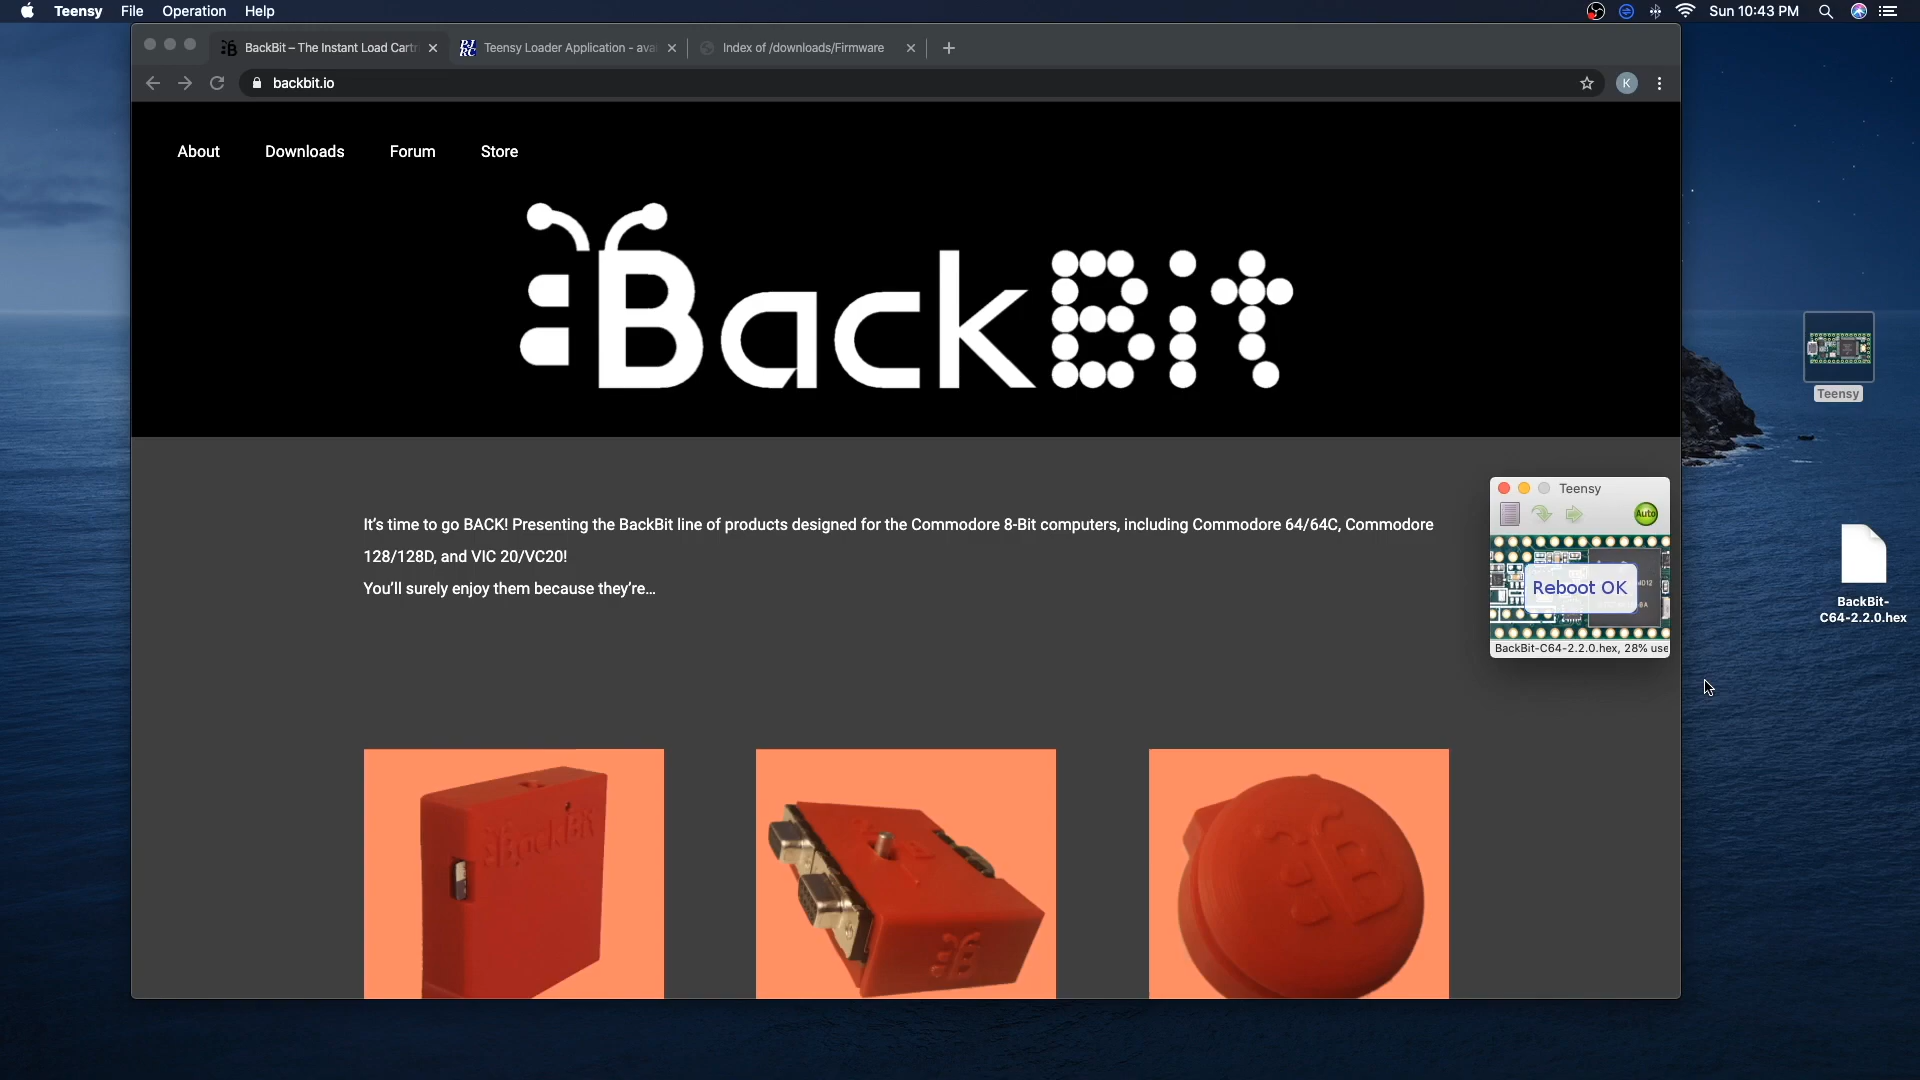 Teensy File Operation Help Sun 10:43 PM
BackBit – The Instant Load Cart
Teensy Loader Application - ava
Index of /downloads/Firmware
backbit.io
K
About Downloads Forum Store
BackBit
It's time to go BACK! Presenting the BackBit line of products designed for the Commodore 8-Bit computers, including Commodore 64/64C, Commodore
128/128D, and VIC 20/VC20!
You'll surely enjoy them because they're...
Teensy
Auto
Reboot OK
BackBit-C64-2.2.0.hex, 28% use
Teensy
BackBit-
C64-2.2.0.hex
BackBit
B